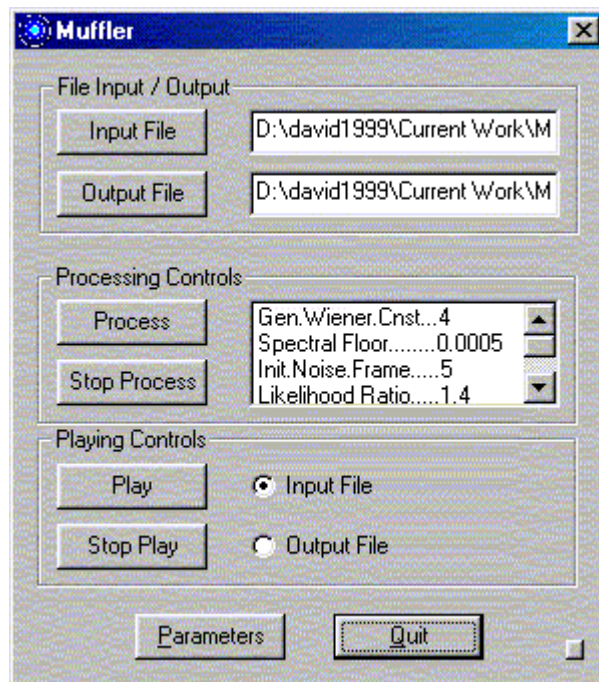 Muffler
File Input / Output
Input File
D:\david1999\Current Work\M
Output File
D:\david1999\Current Work\M
Processing Controls
Process
Stop Process
Gen.Wiener.Cnst...4
Spectral Floor........0.0005
Init.Noise.Frame.....5
Likelihood Ratio.....1.4
Playing Controls
Play
Input File
Stop Play
Output File
Parameters
Quit